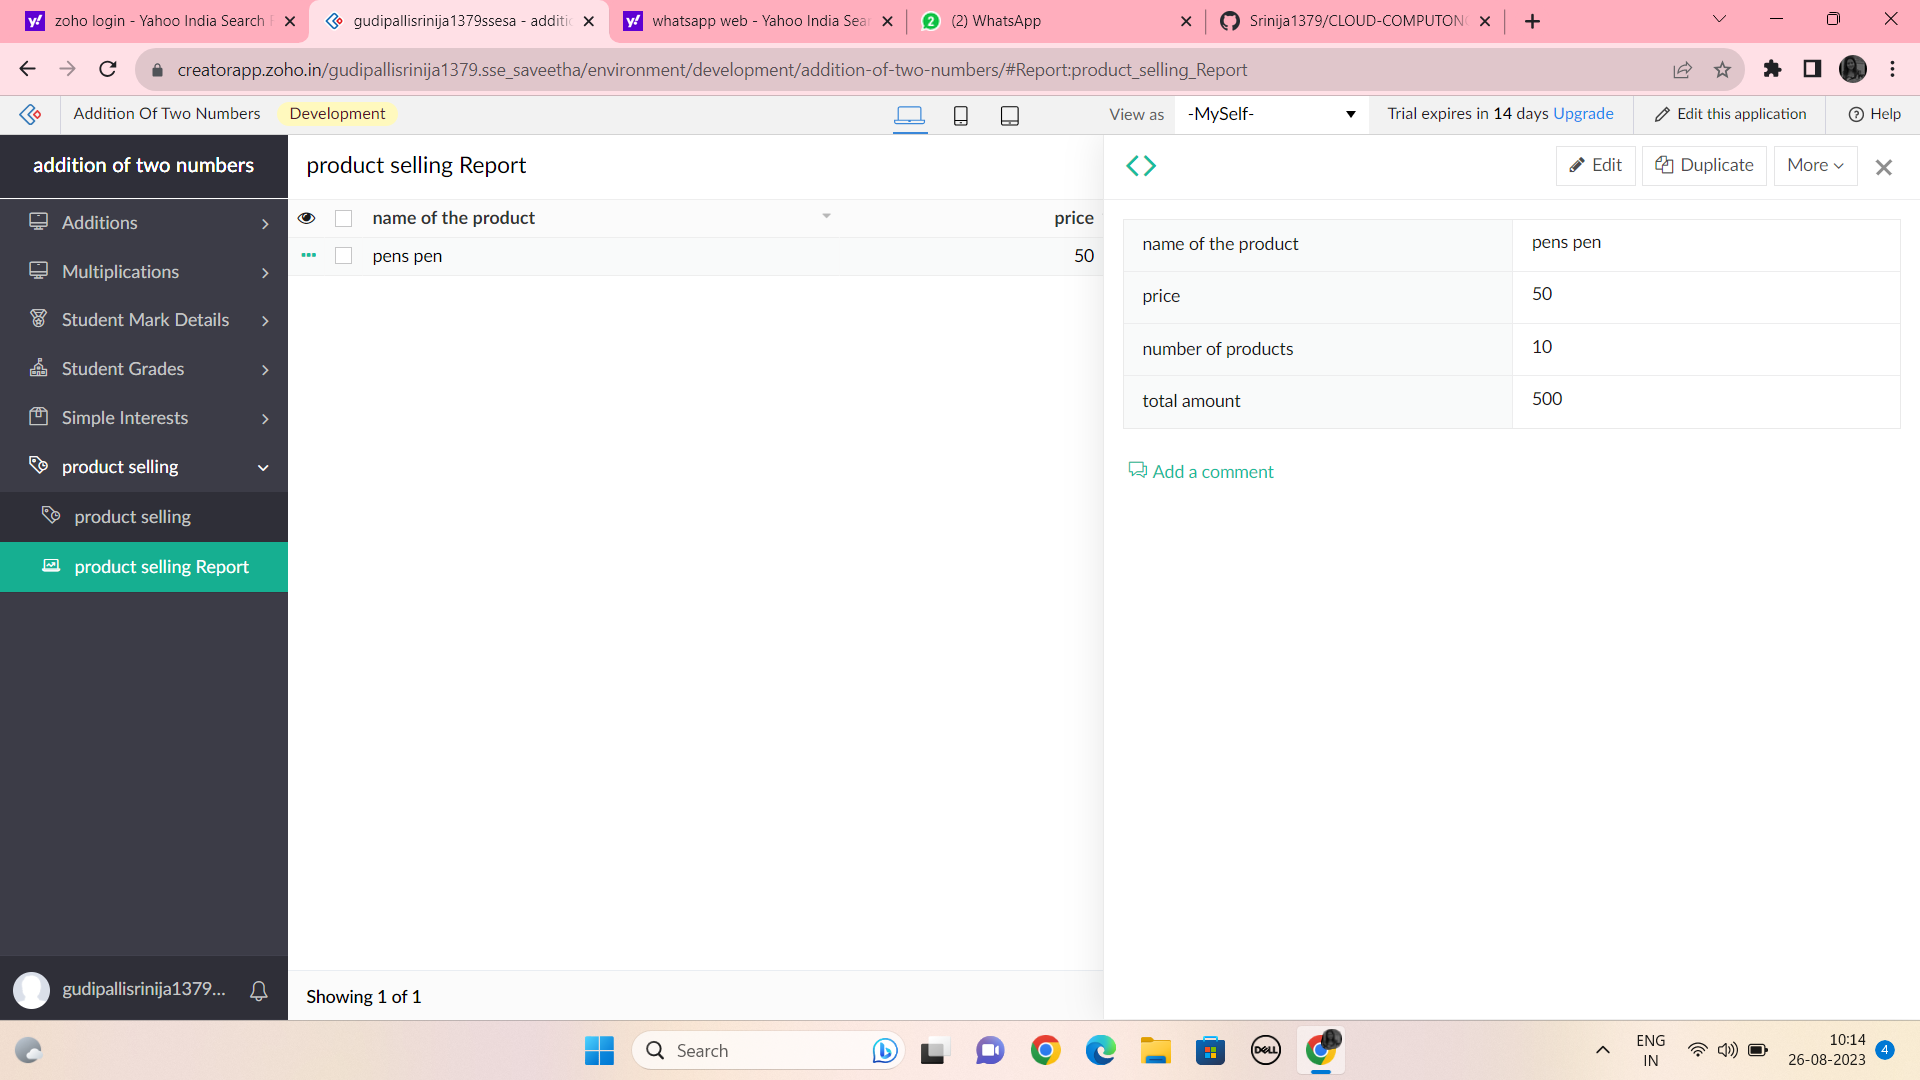 zoho login - Yahoo India Search
gudipallisrinija1379ssesa - additi
whatsapp web - Yahoo India Sear
2
(2) WhatsApp
Srinija1379/CLOUD-COMPUTON
creatorapp.zoho.in/gudipallisrinija1379.sse_saveetha/environment/development/addition-of-two-numbers/#Report:product_selling_Report
Addition Of Two Numbers
Development
View as
-MySelf-
Trial expires in 14 days Upgrade
Edit this application
Help
addition of two numbers
Additions
Multiplications
Student Mark Details
Student Grades
Simple Interests
product selling
product selling
product selling Report
gudipallisrinija1379...
product selling Report
name of the product
price
pens pen
50
Showing 1 of 1
Edit
Duplicate
More
name of the product
pens pen
price
50
number of products
10
total amount
500
Add a comment
Search
DELL
ENG
IN
10:14
26-08-2023
4